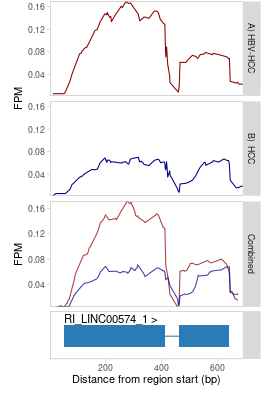 0.16
0.12
0.08
0.04
FPM
A) HBV-HCC
0.16
0.12
0.08
0.04
B) HCC
0.16
0.12
0.08
0.04
FPM
Combined
RI_LINC00574_1 >
200 400 600
Distance from region start (bp)